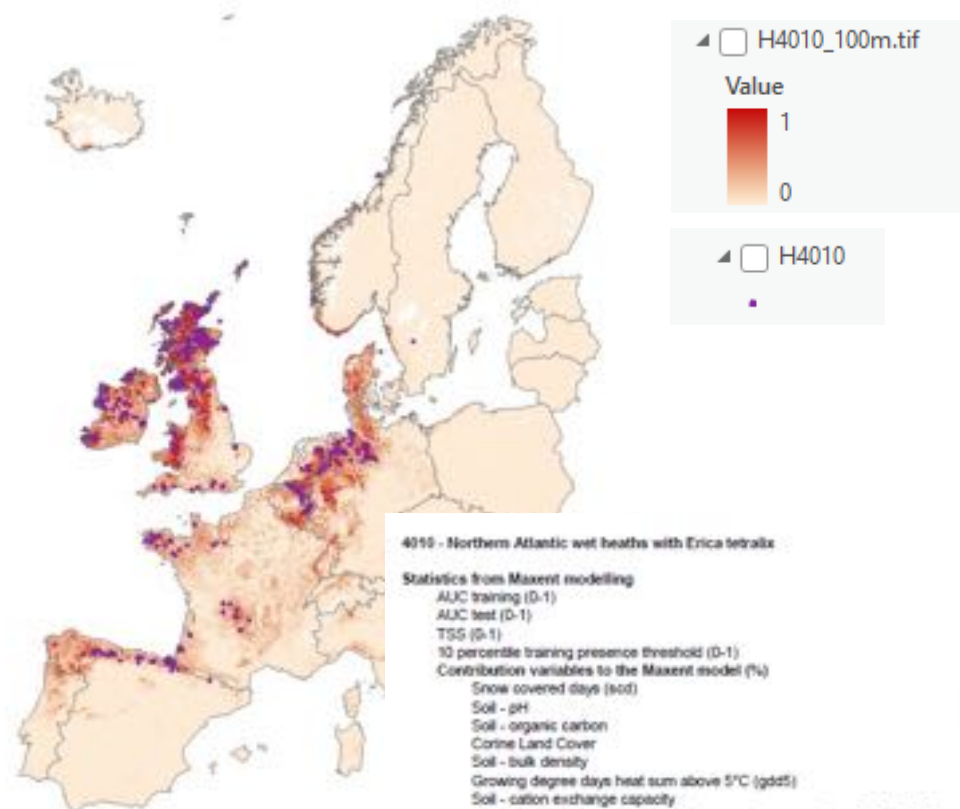 H4010_100m.tif
Value
1
0
H4010
4010 - Northern Atlantic wet heaths with Erica tetralix
Statistics from Maxent modelling
AUC training (0-1)
AUC test (0-1)
TSS (0-1)
10 percentile training presence threshold (0-1)
Contribution variables to the Maxent model (%)
Snow covered days (scd)
Soil - pH
Soil - organic carbon
Corine Land Cover
Soil - bulk density
Growing degree days heat sum above 5°C (gdd5)
Soil - cation exchange capacity